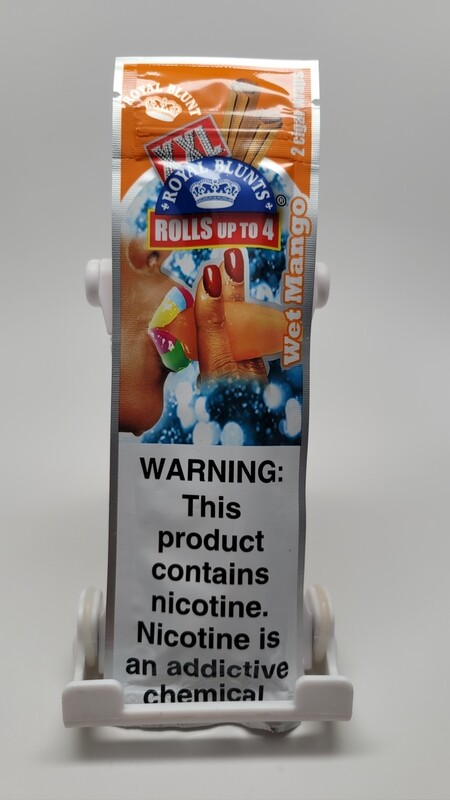 ROYAL BLUNT
XXL
2 Cigar Wraps
ROYAL BLUNTS
®
ROLLS UP TO 4
Wet Mango
WARNING:
This
product
contains
nicotine.
Nicotine is
an addictive
chemical.